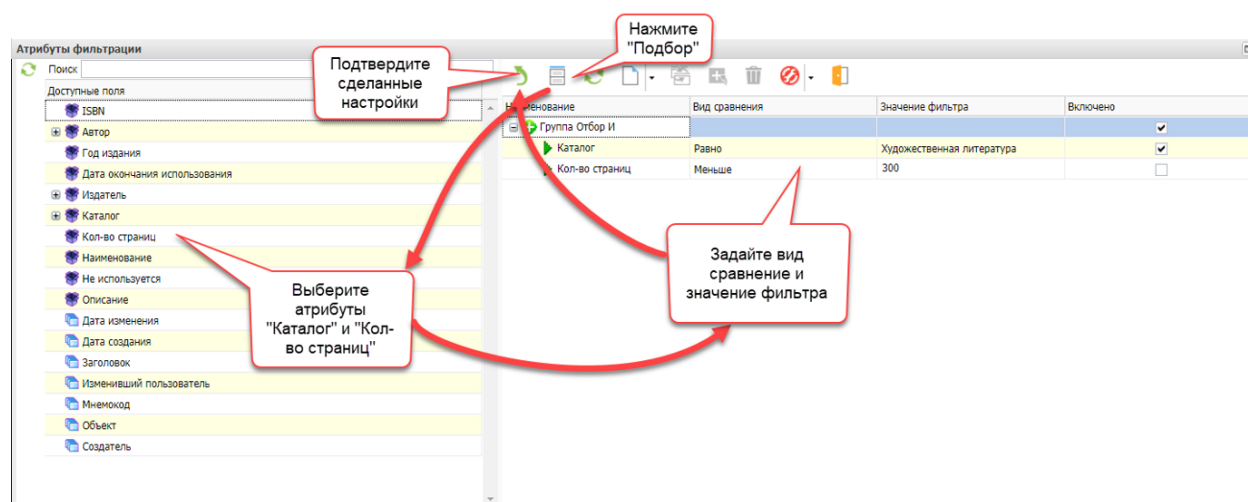 Нажмите
"Подбор"
Атрибуты фильтрации
Поиск
Подтвердите
сделанные
настройки
Доступные поля
ISBN
Автор
Год издания
Дата окончания использования
Издатель
Каталог
Кол-во страниц
Наименование
Не используется
Описание
Дата изменения
Дата создания
Заголовок
Изменивший пользователь
Мнемокод
Объект
Создатель
Выберите
атрибуты
"Каталог" и "Кол-
во страниц"
Наименование Вид сравнения Значение фильтра Включено
Группа Отбор И
Каталог Равно Художественная литература
Кол-во страниц Меньше 300
Задайте вид
сравнение и
значение фильтра